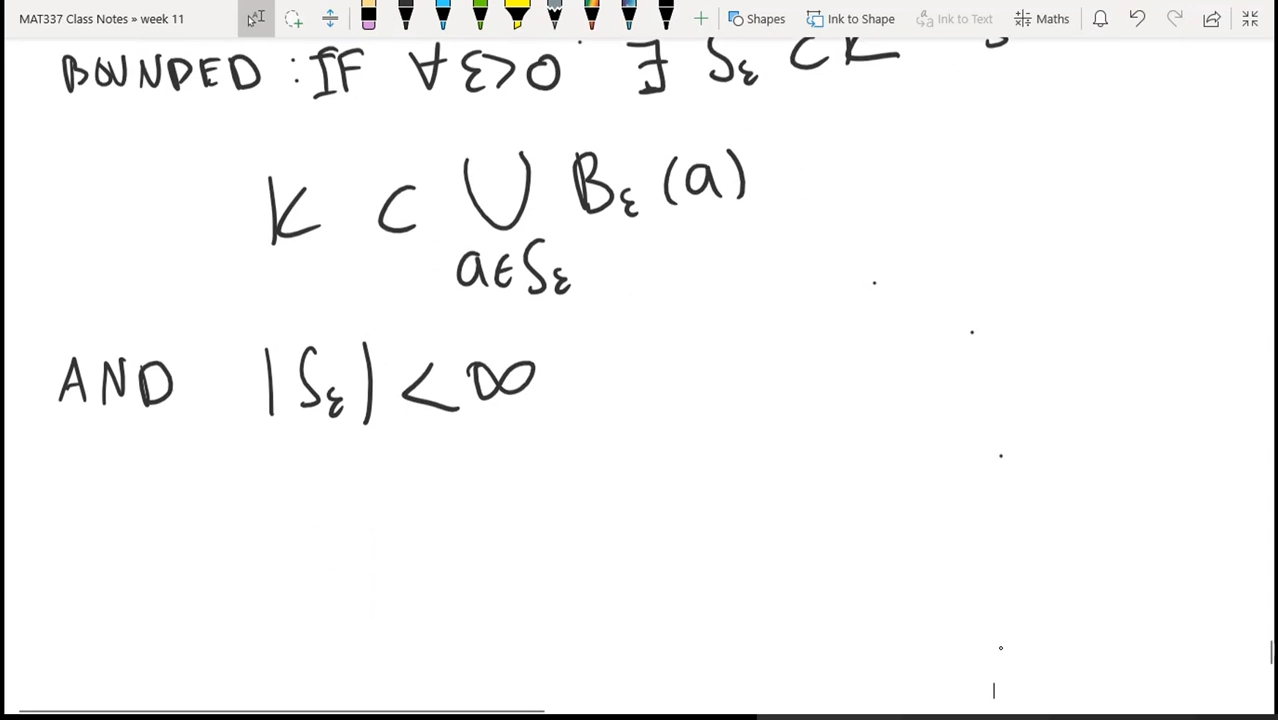 MAT337 Class Notes » week 11
Shapes
Ink to Shape
Ink to Text
Maths
BOUNDED : IF ∀ ε>0 ∃ Sε ⊂ K
K ⊂ ⋃ Bε (a)
a∈Sε
AND |Sε| < ∞